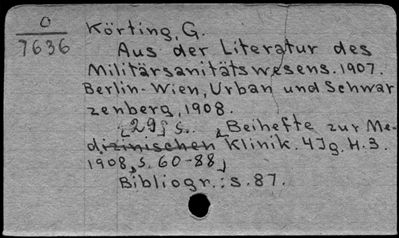 O
7636
Körting, G.
Aus der Literatur des
Militärsanitätswesens. 1907.
Berlin-Wien, Urban und Schwar
zenberg, 1908.
[29] S. [Beihefte zur Me-
dizinischen Klinik. 4 Jg. H. 3.
1908, S. 60-88]
Bibliogr.: S. 87.